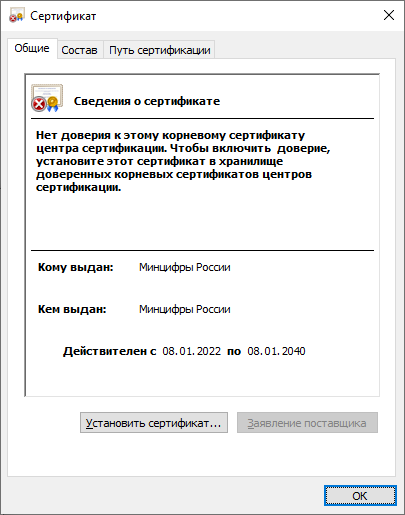 Сертификат
Общие Состав Путь сертификации
Сведения о сертификате
Нет доверия к этому корневому сертификату
центра сертификации. Чтобы включить доверие,
установите этот сертификат в хранилище
доверенных корневых сертификатов центров
сертификации.
Кому выдан: Минцифры России
Кем выдан: Минцифры России
Действителен с 08.01.2022 по 08.01.2040
Установить сертификат... Заявление поставщика
ОК